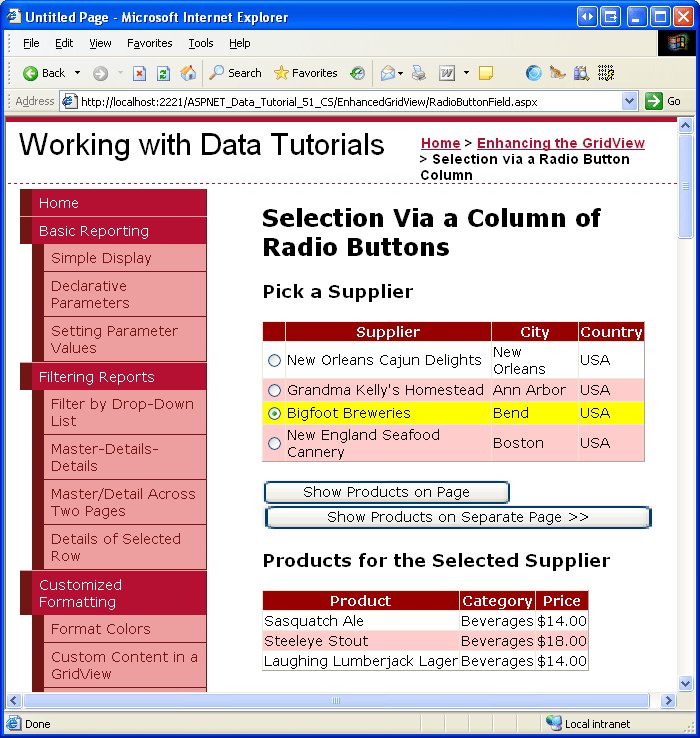 Untitled Page - Microsoft Internet Explorer
File Edit View Favorites Tools Help
Back Search Favorites
Address http://localhost:2221/ASPNET_Data_Tutorial_51_CS/EnhancedGridView/RadioButtonField.aspx Go
Working with Data Tutorials
Home > Enhancing the GridView
> Selection via a Radio Button
Column
Home
Basic Reporting
Simple Display
Declarative
Parameters
Setting Parameter
Values
Filtering Reports
Filter by Drop-Down
List
Master-Details-
Details
Master/Detail Across
Two Pages
Details of Selected
Row
Customized
Formatting
Format Colors
Custom Content in a
GridView
Selection Via a Column of
Radio Buttons
Pick a Supplier
Supplier City Country
New Orleans Cajun Delights New Orleans USA
Grandma Kelly's Homestead Ann Arbor USA
Bigfoot Breweries Bend USA
New England Seafood Cannery Boston USA
Show Products on Page
Show Products on Separate Page >>
Products for the Selected Supplier
Product Category Price
Sasquatch Ale Beverages $14.00
Steeleye Stout Beverages $18.00
Laughing Lumberjack Lager Beverages $14.00
Done Local intranet